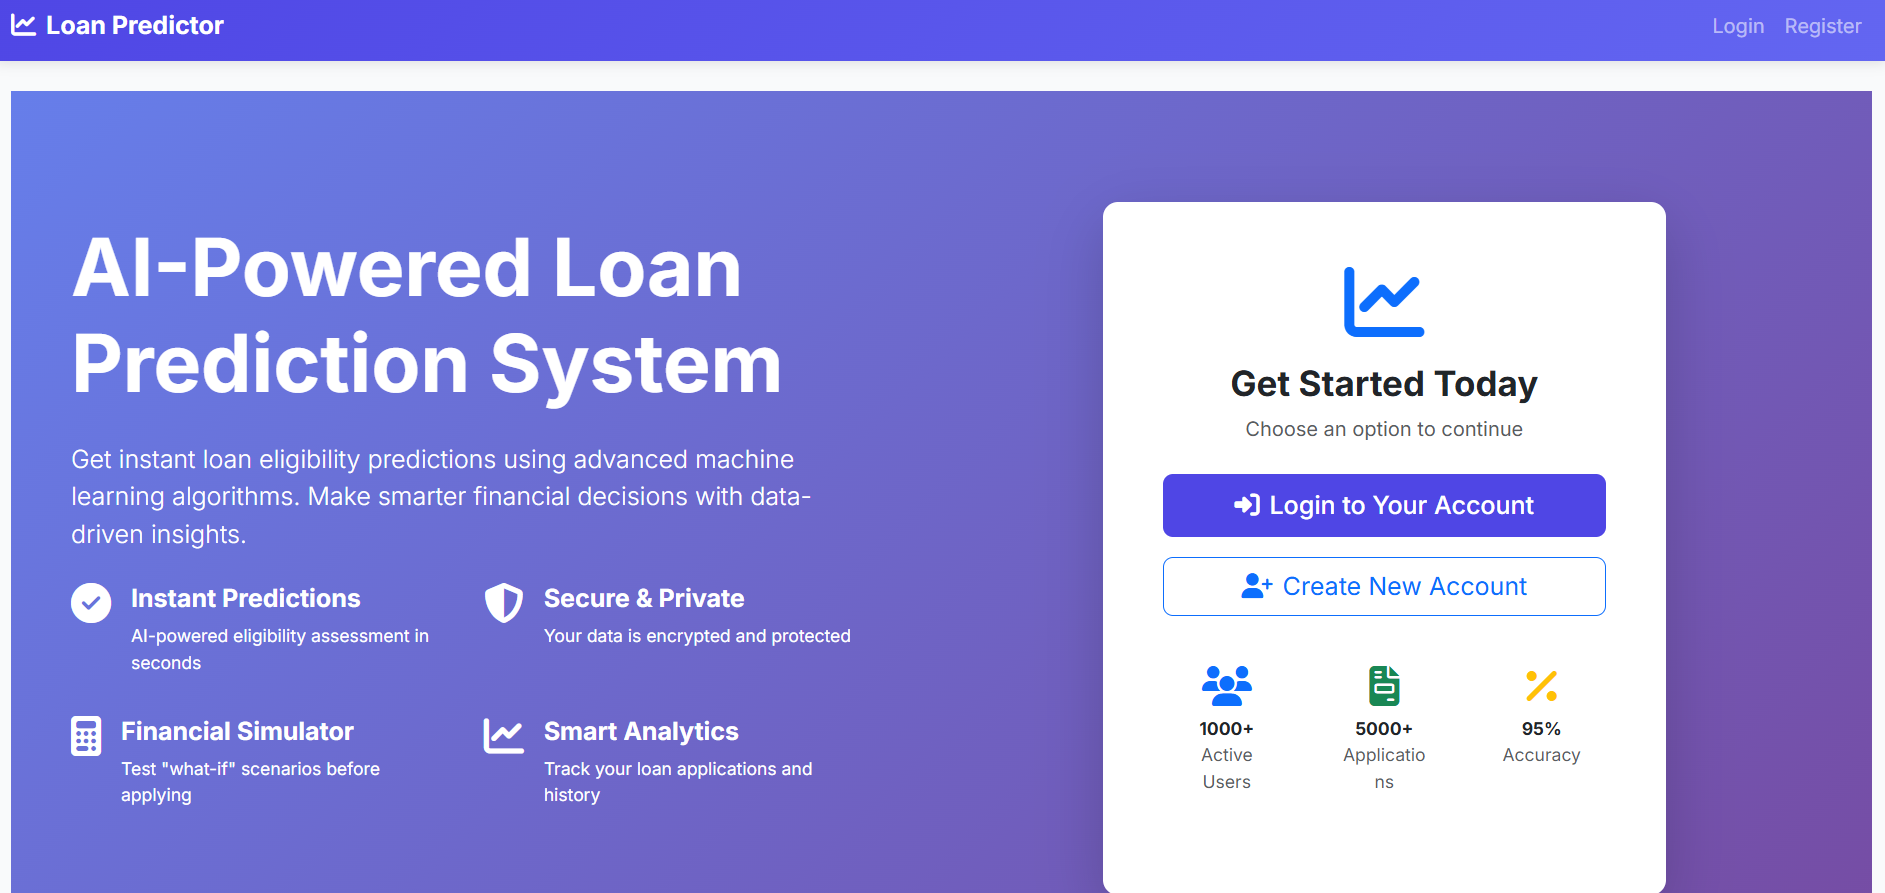 Loan Predictor
Login
Register
AI-Powered Loan
Prediction System
Get instant loan eligibility predictions using advanced machine
learning algorithms. Make smarter financial decisions with data-
driven insights.
Instant Predictions
AI-powered eligibility assessment in
seconds
Secure & Private
Your data is encrypted and protected
Financial Simulator
Test "what-if" scenarios before
applying
Smart Analytics
Track your loan applications and
history
Get Started Today
Choose an option to continue
Login to Your Account
Create New Account
1000+
Active
Users
5000+
Applicatio
ns
95%
Accuracy